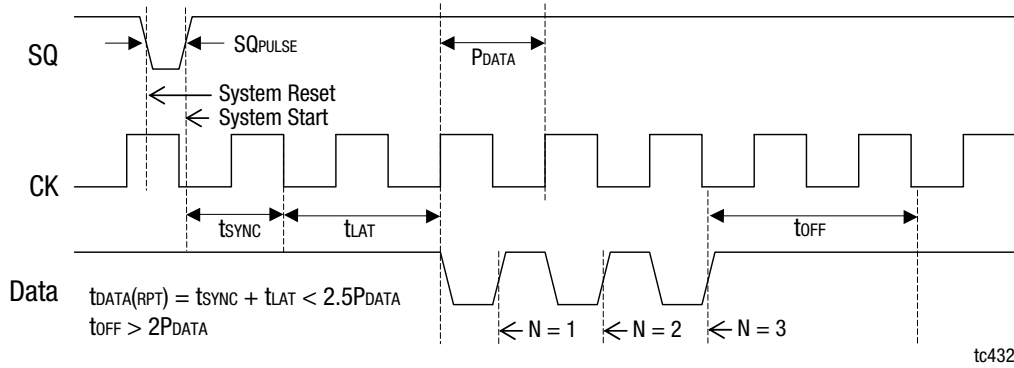 SQ
SQPULSE
PDATA
System Reset
System Start
CK
tSYNC
tLAT
tOFF
Data
tDATA(RPT) = tSYNC + tLAT < 2.5PDATA
tOFF > 2PDATA
N = 1
N = 2
N = 3
tc432